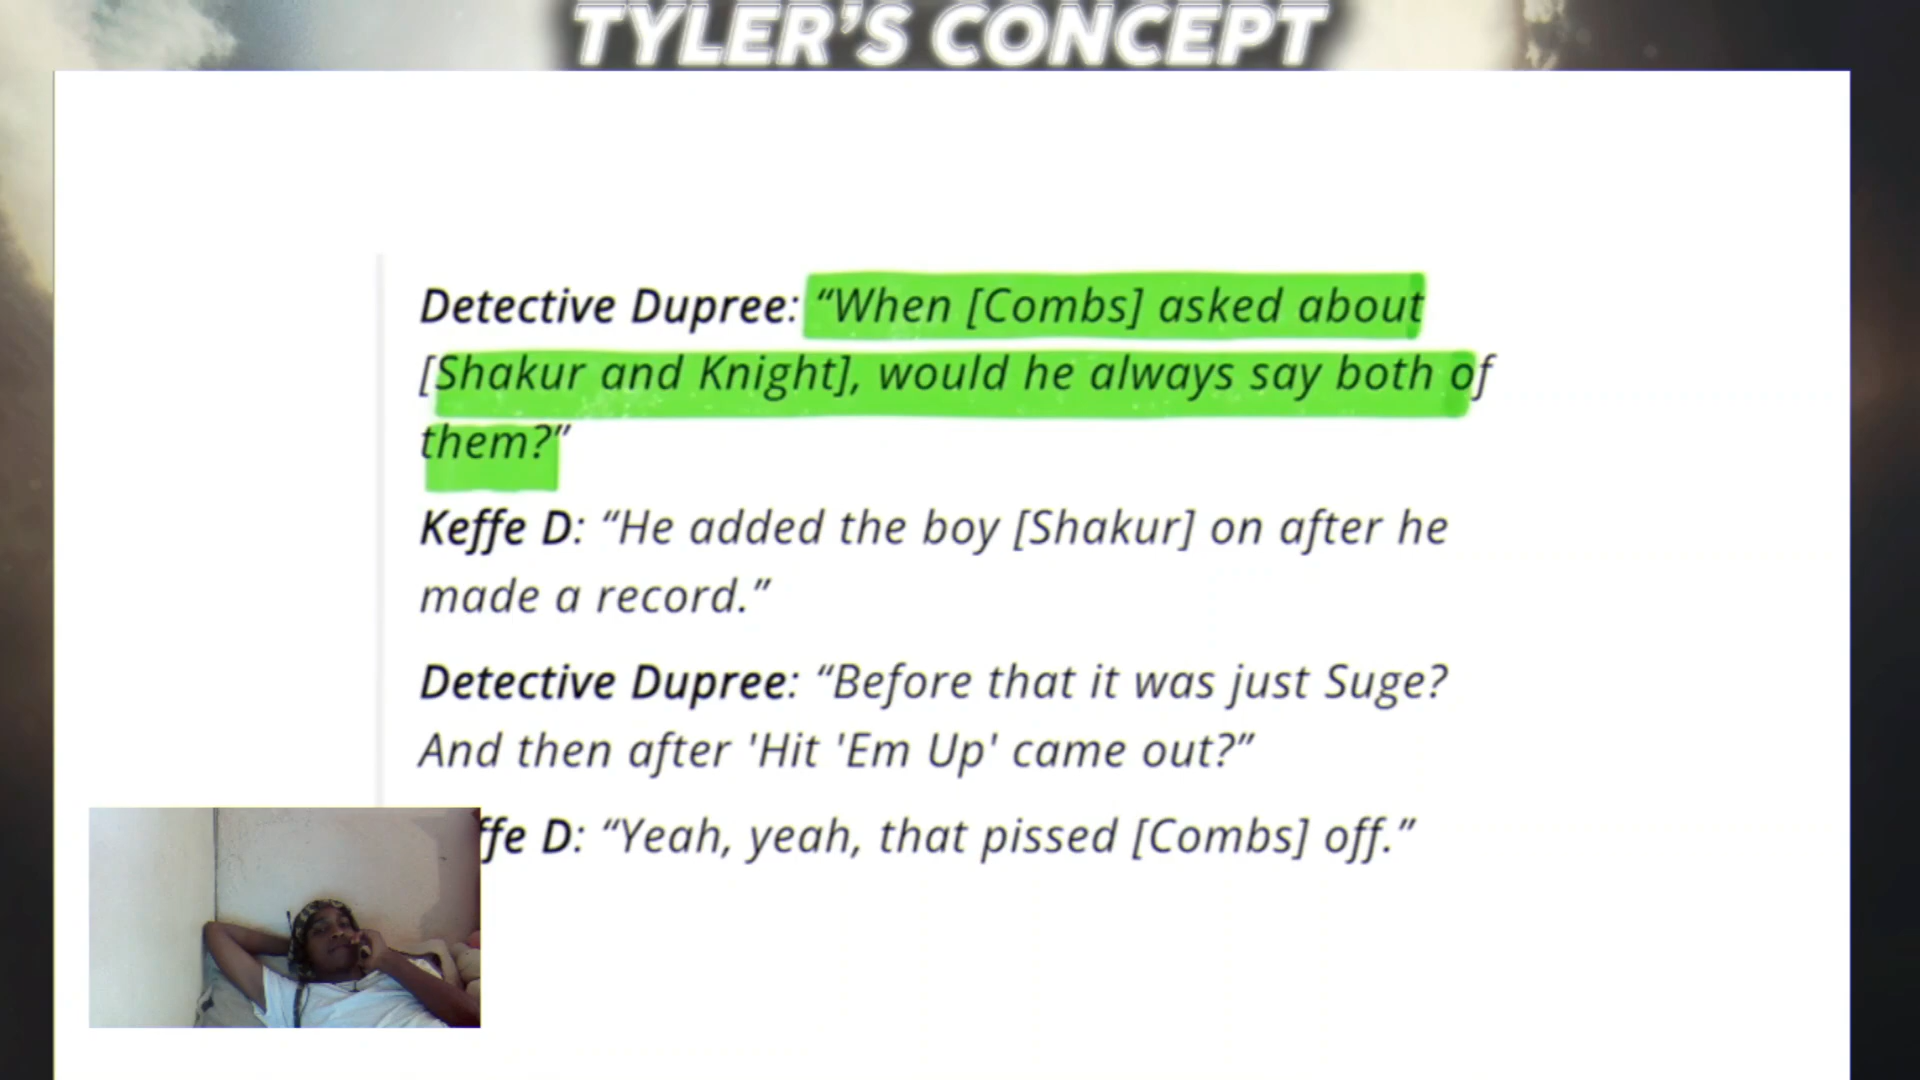 TYLER’S CONCEPT
Detective Dupree: “When [Combs] asked about
[Shakur and Knight], would he always say both of
them?”
Keffe D: “He added the boy [Shakur] on after he
made a record.”
Detective Dupree: “Before that it was just Suge?
And then after 'Hit 'Em Up' came out?”
ffe D: “Yeah, yeah, that pissed [Combs] off.”